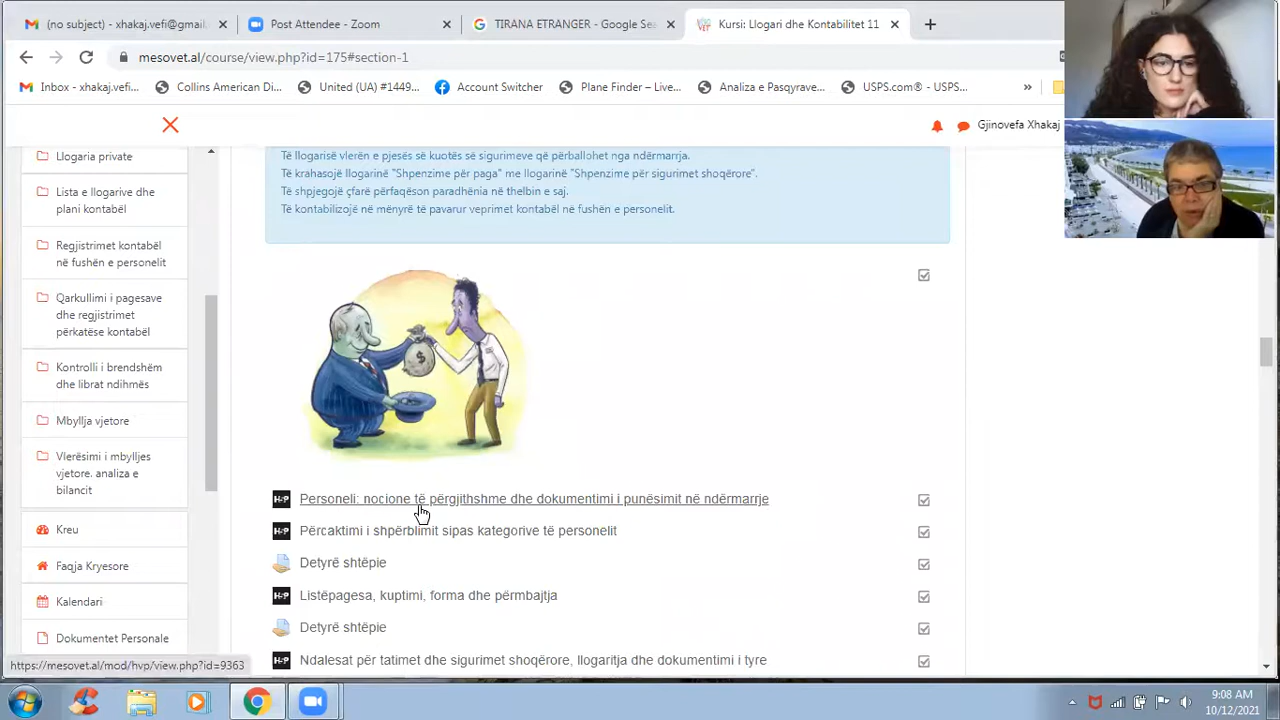 (no subject) - xhakaj.vefi@gmail.
Post Attendee - Zoom
TIRANA ETRANGER - Google Sea
Kursi: Llogari dhe Kontabilitet 11
mesovet.al/course/view.php?id=175#section-1
Inbox - xhakaj.vefi...
Collins American Di...
United (UA) #1449...
Account Switcher
Plane Finder – Live...
Analiza e Pasqyrave...
USPS.com® - USPS...
»
Gjinovefa Xhakaj
Llogaria private
Lista e llogarive dhe
plani kontabël
Regjistrimet kontabël
në fushën e personelit
Qarkullimi i pagesave
dhe regjistrimet
përkatëse kontabël
Kontrolli i brendshëm
dhe librat ndihmës
Mbyllja vjetore
Vlerësimi i mbylljes
vjetore. analiza e
bilancit
Kreu
Faqja Kryesore
Kalendari
Dokumentet Personale
Të llogarisë vlerën e pjesës së kuotës së sigurimeve që përballohet nga ndërmarrja.
Të krahasojë llogarinë "Shpenzime për paga" me llogarinë "Shpenzime për sigurimet shoqërore".
Të shpjegojë çfarë përfaqëson paradhënia në thelbin e saj.
Të kontabilizojë në mënyrë të pavarur veprimet kontabël në fushën e personelit.
$
H-P Personeli: nocione të përgjithshme dhe dokumentimi i punësimit në ndërmarrje
H-P Përcaktimi i shpërblimit sipas kategorive të personelit
Detyrë shtëpie
H-P Listëpagesa, kuptimi, forma dhe përmbajtja
Detyrë shtëpie
H-P Ndalesat për tatimet dhe sigurimet shoqërore, llogaritja dhe dokumentimi i tyre
https://mesovet.al/mod/hvp/view.php?id=9363
9:08 AM
10/12/2021